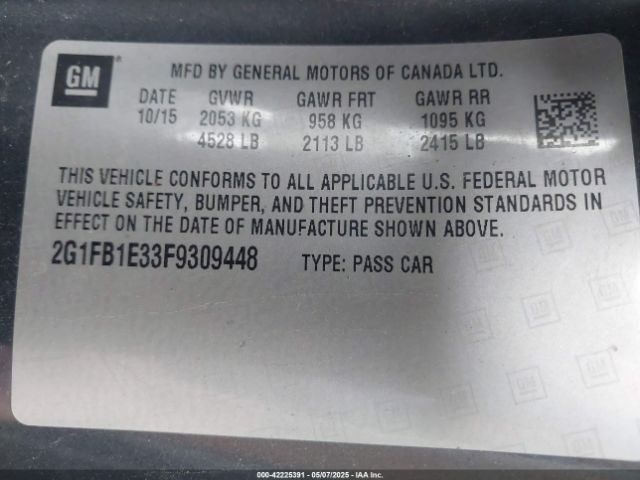 GM
MFD BY GENERAL MOTORS OF CANADA LTD.
DATE GVWR GAWR FRT GAWR RR
10/15 2053 KG 958 KG 1095 KG
4528 LB 2113 LB 2415 LB
THIS VEHICLE CONFORMS TO ALL APPLICABLE U.S. FEDERAL MOTOR
VEHICLE SAFETY, BUMPER, AND THEFT PREVENTION STANDARDS IN
EFFECT ON THE DATE OF MANUFACTURE SHOWN ABOVE.
2G1FB1E33F9309448 TYPE: PASS CAR
000-42225391 - 05/07/2025 - IAA Inc.